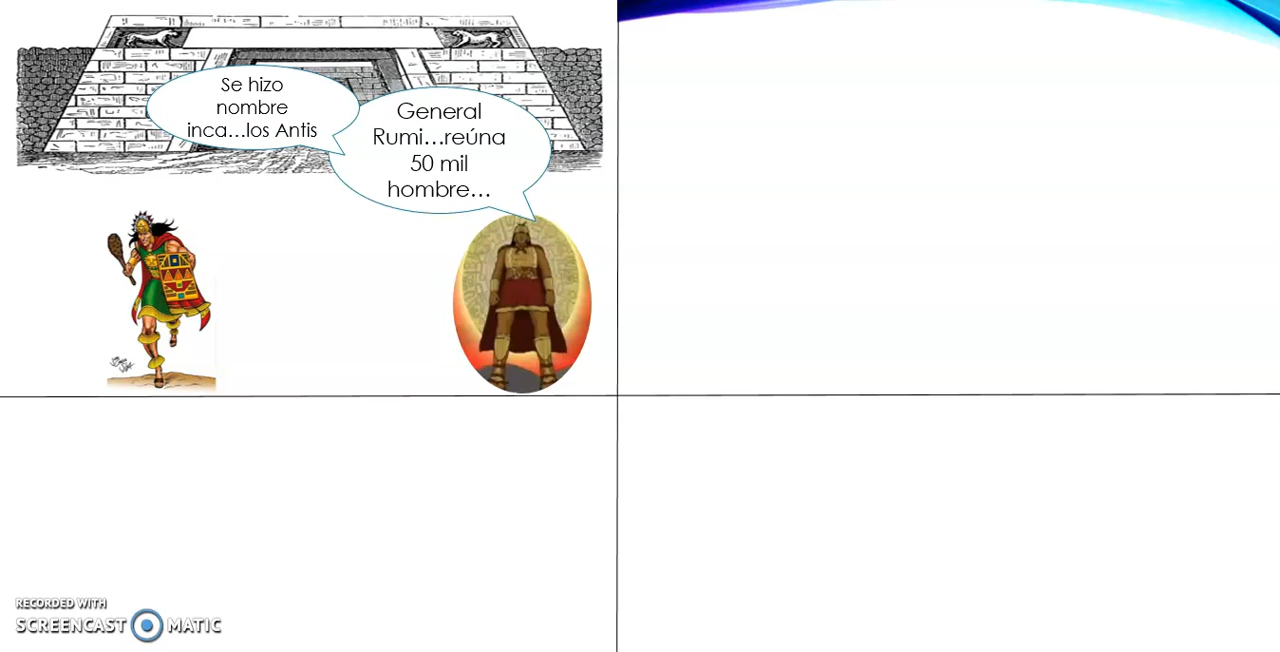 Se hizo
nombre
inca...los Antis
General
Rumi...reúna
50 mil
hombre...
RECORDED WITH
SCREENCAST MATIC